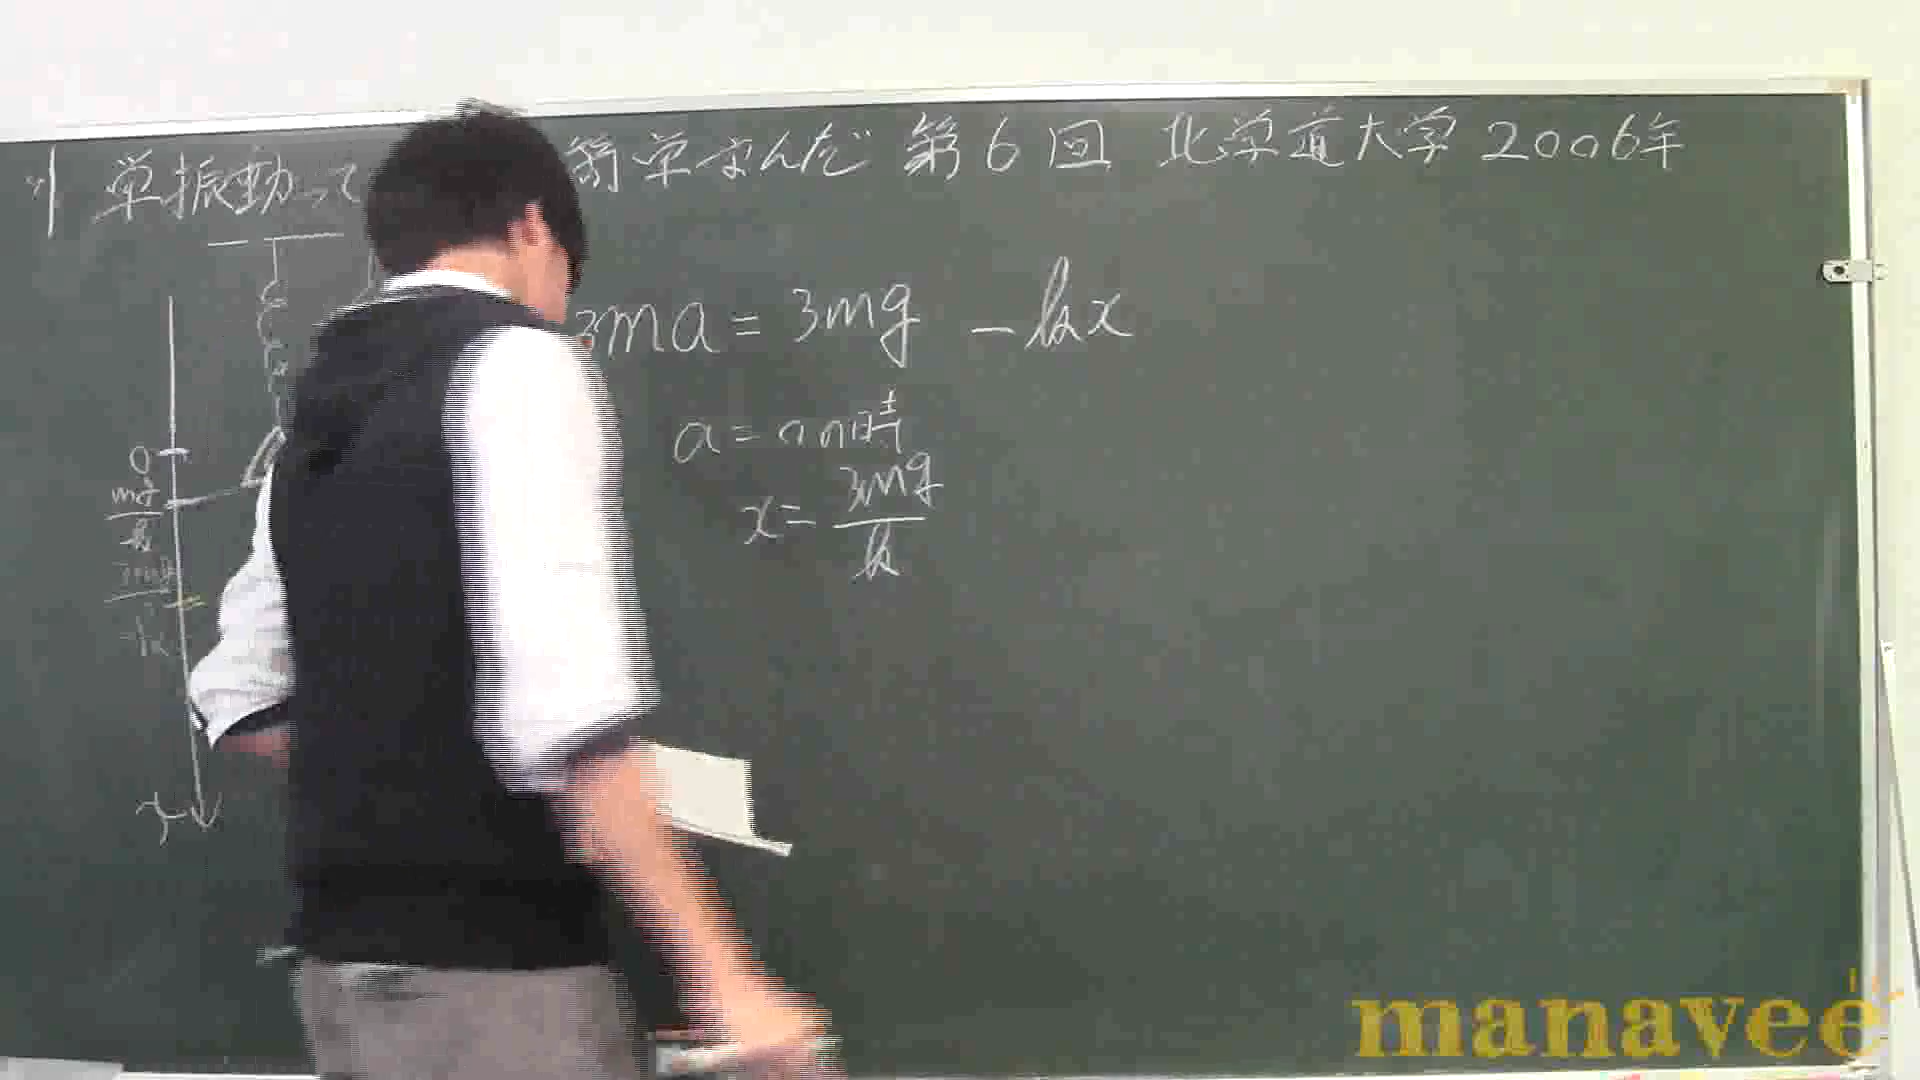 単振動って 簡単なんだ 第6回 北海道大学 2006年
3ma = 3mg - kx
a = 0の時
x = 3mg/k
0
mg/k
3mg/k
x
manavee